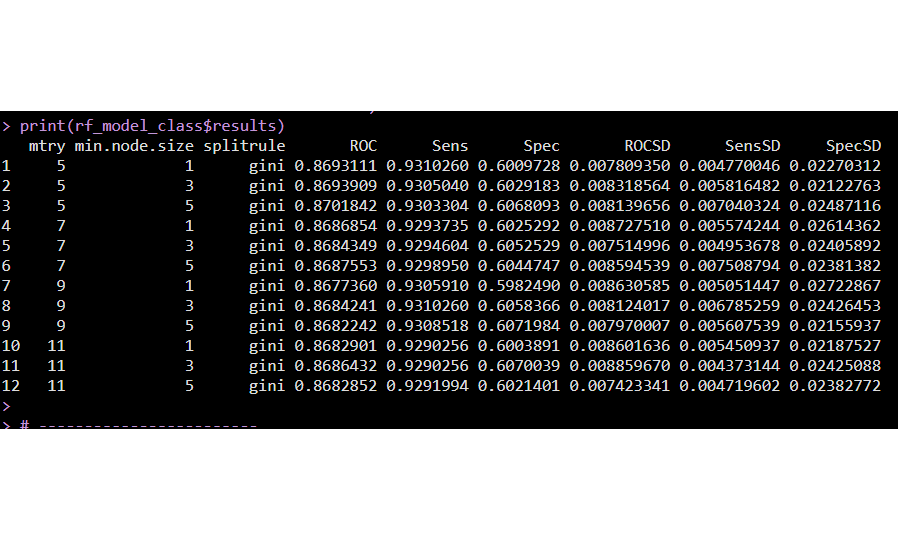 > print(rf_model_class$results)
   mtry min.node.size splitrule       ROC      Sens      Spec       ROCSD      SensSD     SpecSD
1     5             1      gini 0.8693111 0.9310260 0.6009728 0.007809350 0.004770046 0.02270312
2     5             3      gini 0.8693909 0.9305040 0.6029183 0.008318564 0.005816482 0.02122763
3     5             5      gini 0.8701842 0.9303304 0.6068093 0.008139656 0.007040324 0.02487116
4     7             1      gini 0.8686854 0.9293735 0.6025292 0.008727510 0.005574244 0.02614362
5     7             3      gini 0.8684349 0.9294604 0.6052529 0.007514996 0.004953678 0.02405892
6     7             5      gini 0.8687553 0.9298950 0.6044747 0.008594539 0.007508794 0.02381382
7     9             1      gini 0.8677360 0.9305910 0.5982490 0.008630585 0.005051447 0.02722867
8     9             3      gini 0.8684241 0.9310260 0.6058366 0.008124017 0.006785259 0.02426453
9     9             5      gini 0.8682242 0.9308518 0.6071984 0.007970007 0.005607539 0.02155937
10   11             1      gini 0.8682901 0.9290256 0.6003891 0.008601636 0.005450937 0.02187527
11   11             3      gini 0.8686432 0.9290256 0.6070039 0.008859670 0.004373144 0.02425088
12   11             5      gini 0.8682852 0.9291994 0.6021401 0.007423341 0.004719602 0.02382772
>
> # ------------------------